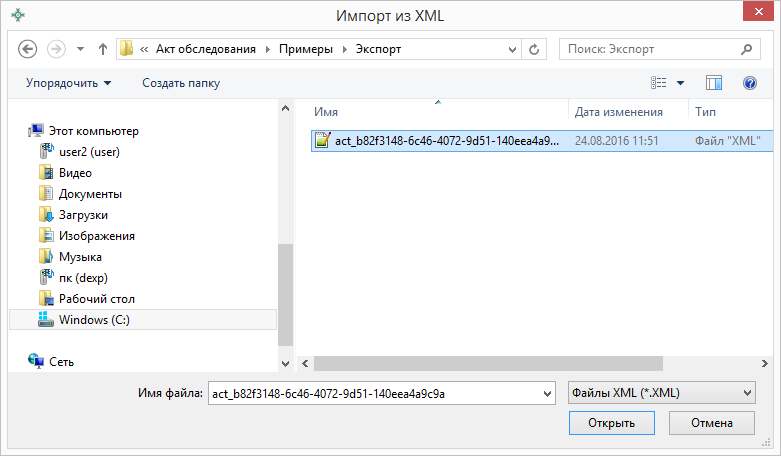 Импорт из XML
« Акт обследования Примеры Экспорт
Поиск: Экспорт
Упорядочить Создать папку
Имя Дата изменения Тип
act_b82f3148-6c46-4072-9d51-140eea4a9... 24.08.2016 11:51 Файл "XML"
Этот компьютер
user2 (user)
Видео
Документы
Загрузки
Изображения
Музыка
пк (dexp)
Рабочий стол
Windows (C:)
Сеть
Имя файла: act_b82f3148-6c46-4072-9d51-140eea4a9c9a Файлы XML (*.XML)
Открыть Отмена